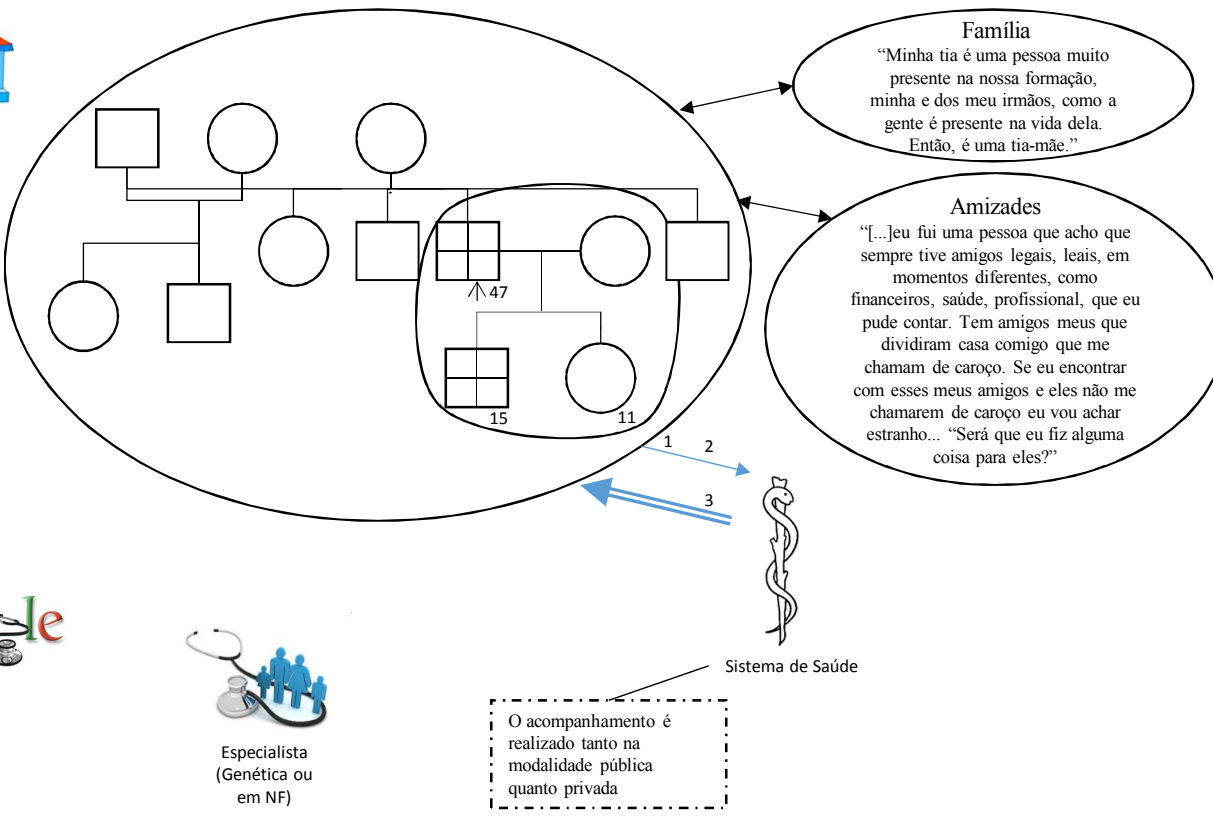 Família
“Minha tia é uma pessoa muito
presente na nossa formação,
minha e dos meu irmãos, como a
gente é presente na vida dela.
Então, é uma tia-mãe.”
Amizades
“[...]eu fui uma pessoa que acho que
sempre tive amigos legais, leais, em
momentos diferentes, como
financeiros, saúde, profissional, que eu
pude contar. Tem amigos meus que
dividiram casa comigo que me
chamam de caroço. Se eu encontrar
com esses meus amigos e eles não me
chamarem de caroço eu vou achar
estranho... “Será que eu fiz alguma
coisa para eles?”
47
15
11
1
2
3
le
Sistema de Saúde
O acompanhamento é
realizado tanto na
modalidade pública
quanto privada
Especialista
(Genética ou
em NF)